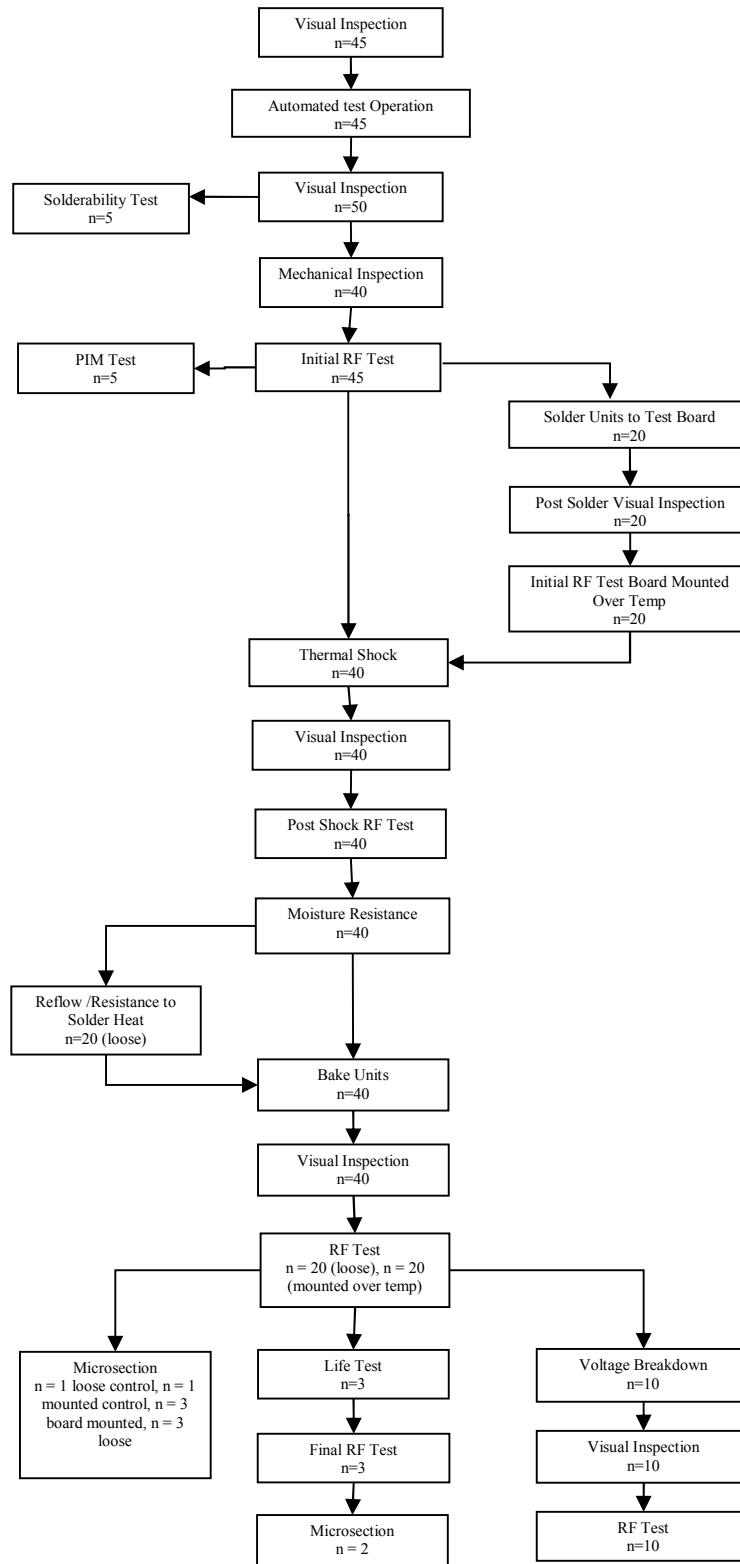 Visual Inspection
n=45
Automated test Operation
n=45
Solderability Test
n=5
Visual Inspection
n=50
Mechanical Inspection
n=40
PIM Test
n=5
Initial RF Test
n=45
Solder Units to Test Board
n=20
Post Solder Visual Inspection
n=20
Initial RF Test Board Mounted
Over Temp
n=20
Thermal Shock
n=40
Visual Inspection
n=40
Post Shock RF Test
n=40
Moisture Resistance
n=40
Reflow /Resistance to
Solder Heat
n=20 (loose)
Bake Units
n=40
Visual Inspection
n=40
RF Test
n = 20 (loose), n = 20
(mounted over temp)
Microsection
n = 1 loose control, n = 1
mounted control, n = 3
board mounted, n = 3
loose
Life Test
n=3
Final RF Test
n=3
Microsection
n = 2
Voltage Breakdown
n=10
Visual Inspection
n=10
RF Test
n=10